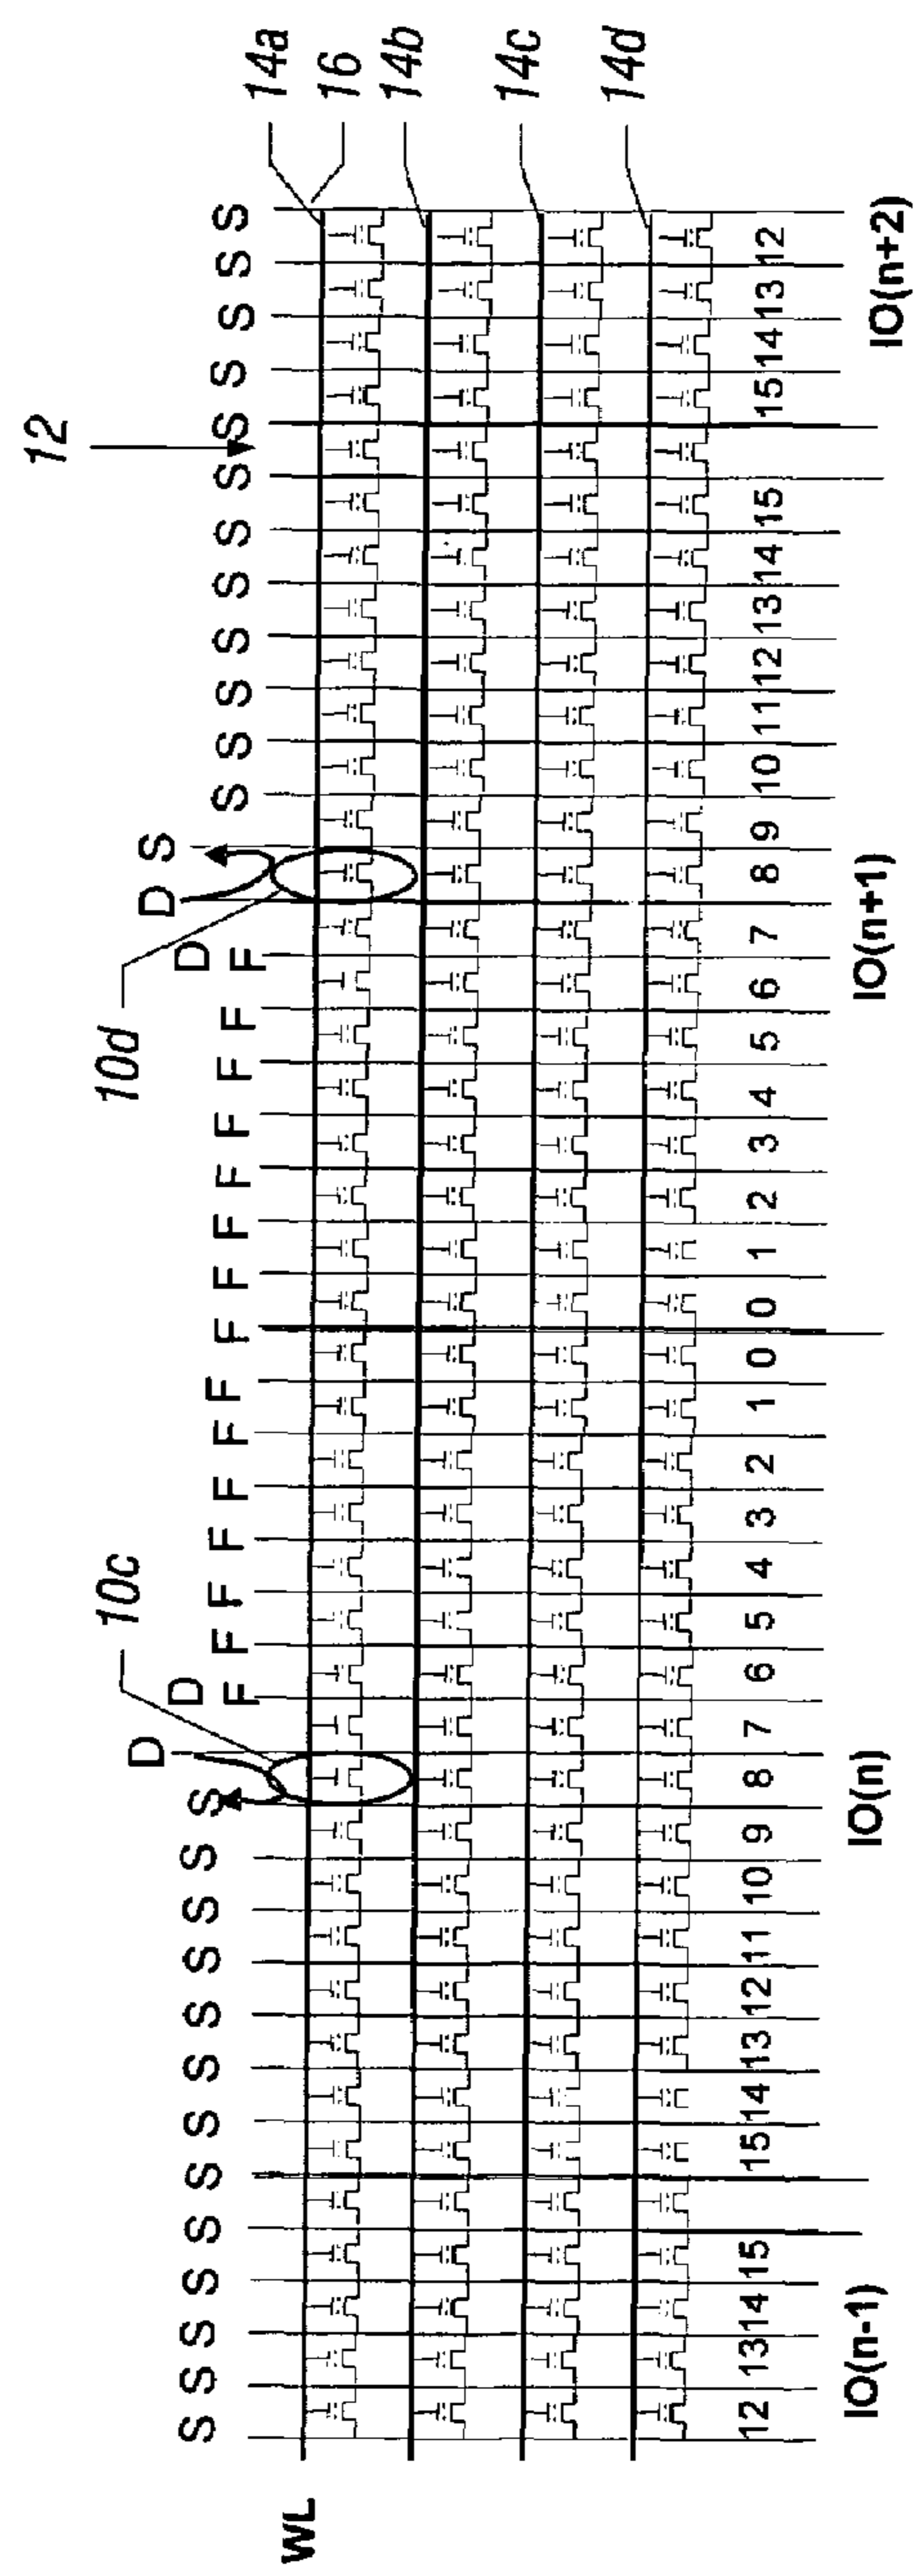 12
10c 10d
14a
16
14b
14c
14d
D D
D D
S S S S S S S S S S S S S F F F F F F F F F F F F F F F S S S S S S S S S S S S S
WL
12 13 14 15 15 14 13 12 11 10 9 8 7 6 5 4 3 2 1 0 0 1 2 3 4 5 6 7 8 9 10 11 12 13 14 15 15 14 13 12
IO(n-1) IO(n) IO(n+1) IO(n+2)